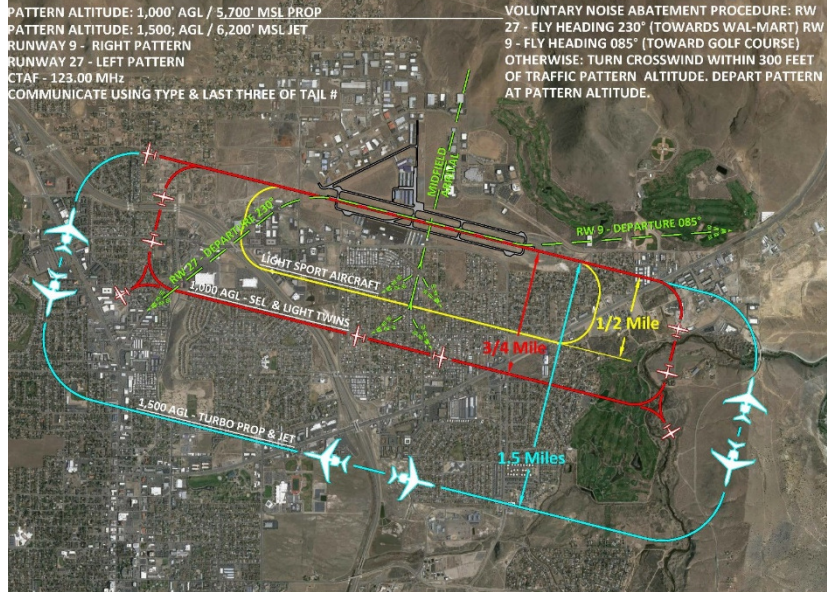 PATTERN ALTITUDE: 1,000' AGL / 5,700' MSL PROP
PATTERN ALTITUDE: 1,500; AGL / 6,200' MSL JET
RUNWAY 9 - RIGHT PATTERN
RUNWAY 27 - LEFT PATTERN
CTAF - 123.00 MHz
COMMUNICATE USING TYPE & LAST THREE OF TAIL #
VOLUNTARY NOISE ABATEMENT PROCEDURE: RW
27 - FLY HEADING 230° (TOWARDS WAL-MART) RW
9 - FLY HEADING 085° (TOWARD GOLF COURSE)
OTHERWISE: TURN CROSSWIND WITHIN 300 FEET
OF TRAFFIC PATTERN ALTITUDE. DEPART PATTERN
AT PATTERN ALTITUDE.
MIDFIELD
ARRIVAL
RW 27 - DEPARTING 230°
RW 9 - DEPARTURE 085°
LIGHT SPORT AIRCRAFT
1,000 AGL - SEL & LIGHT TWINS
1/2 Mile
3/4 Mile
1,500 AGL - TURBO PROP & JET
1.5 Miles